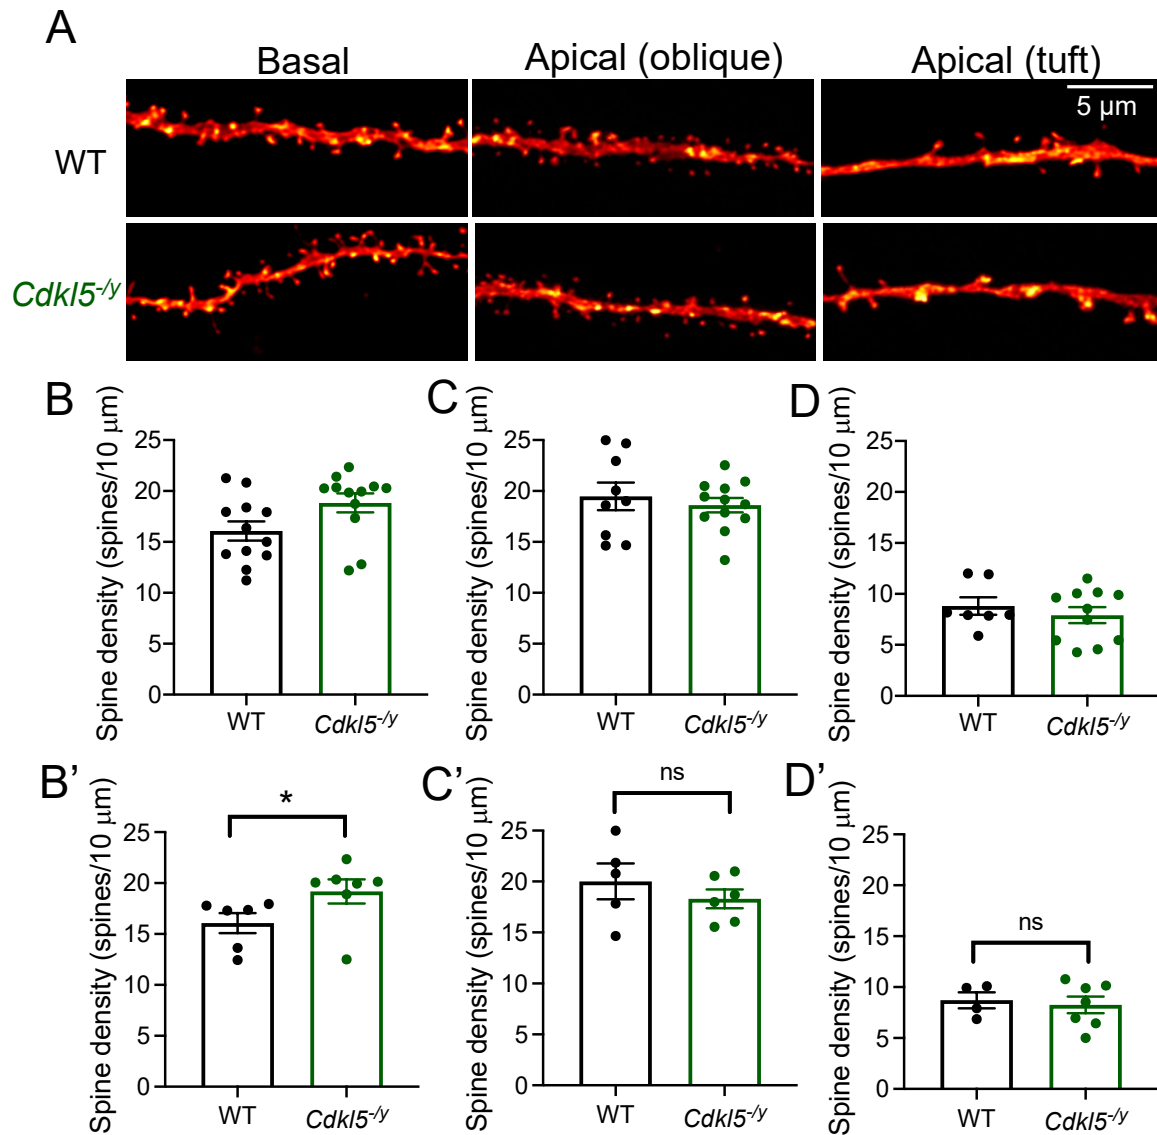 A
Basal
Apical (oblique)
Apical (tuft)
5 μm
WT
Cdkl5-/y
B
Spine density (spines/10 μm)
25
20
15
10
5
0
WT
Cdkl5-/y
C
Spine density (spines/10 μm)
25
20
15
10
5
0
WT
Cdkl5-/y
D
Spine density (spines/10 μm)
25
20
15
10
5
0
WT
Cdkl5-/y
B’
Spine density (spines/10 μm)
*
25
20
15
10
5
0
WT
Cdkl5-/y
C’
Spine density (spines/10 μm)
ns
25
20
15
10
5
0
WT
Cdkl5-/y
D’
Spine density (spines/10 μm)
ns
25
20
15
10
5
0
WT
Cdkl5-/y